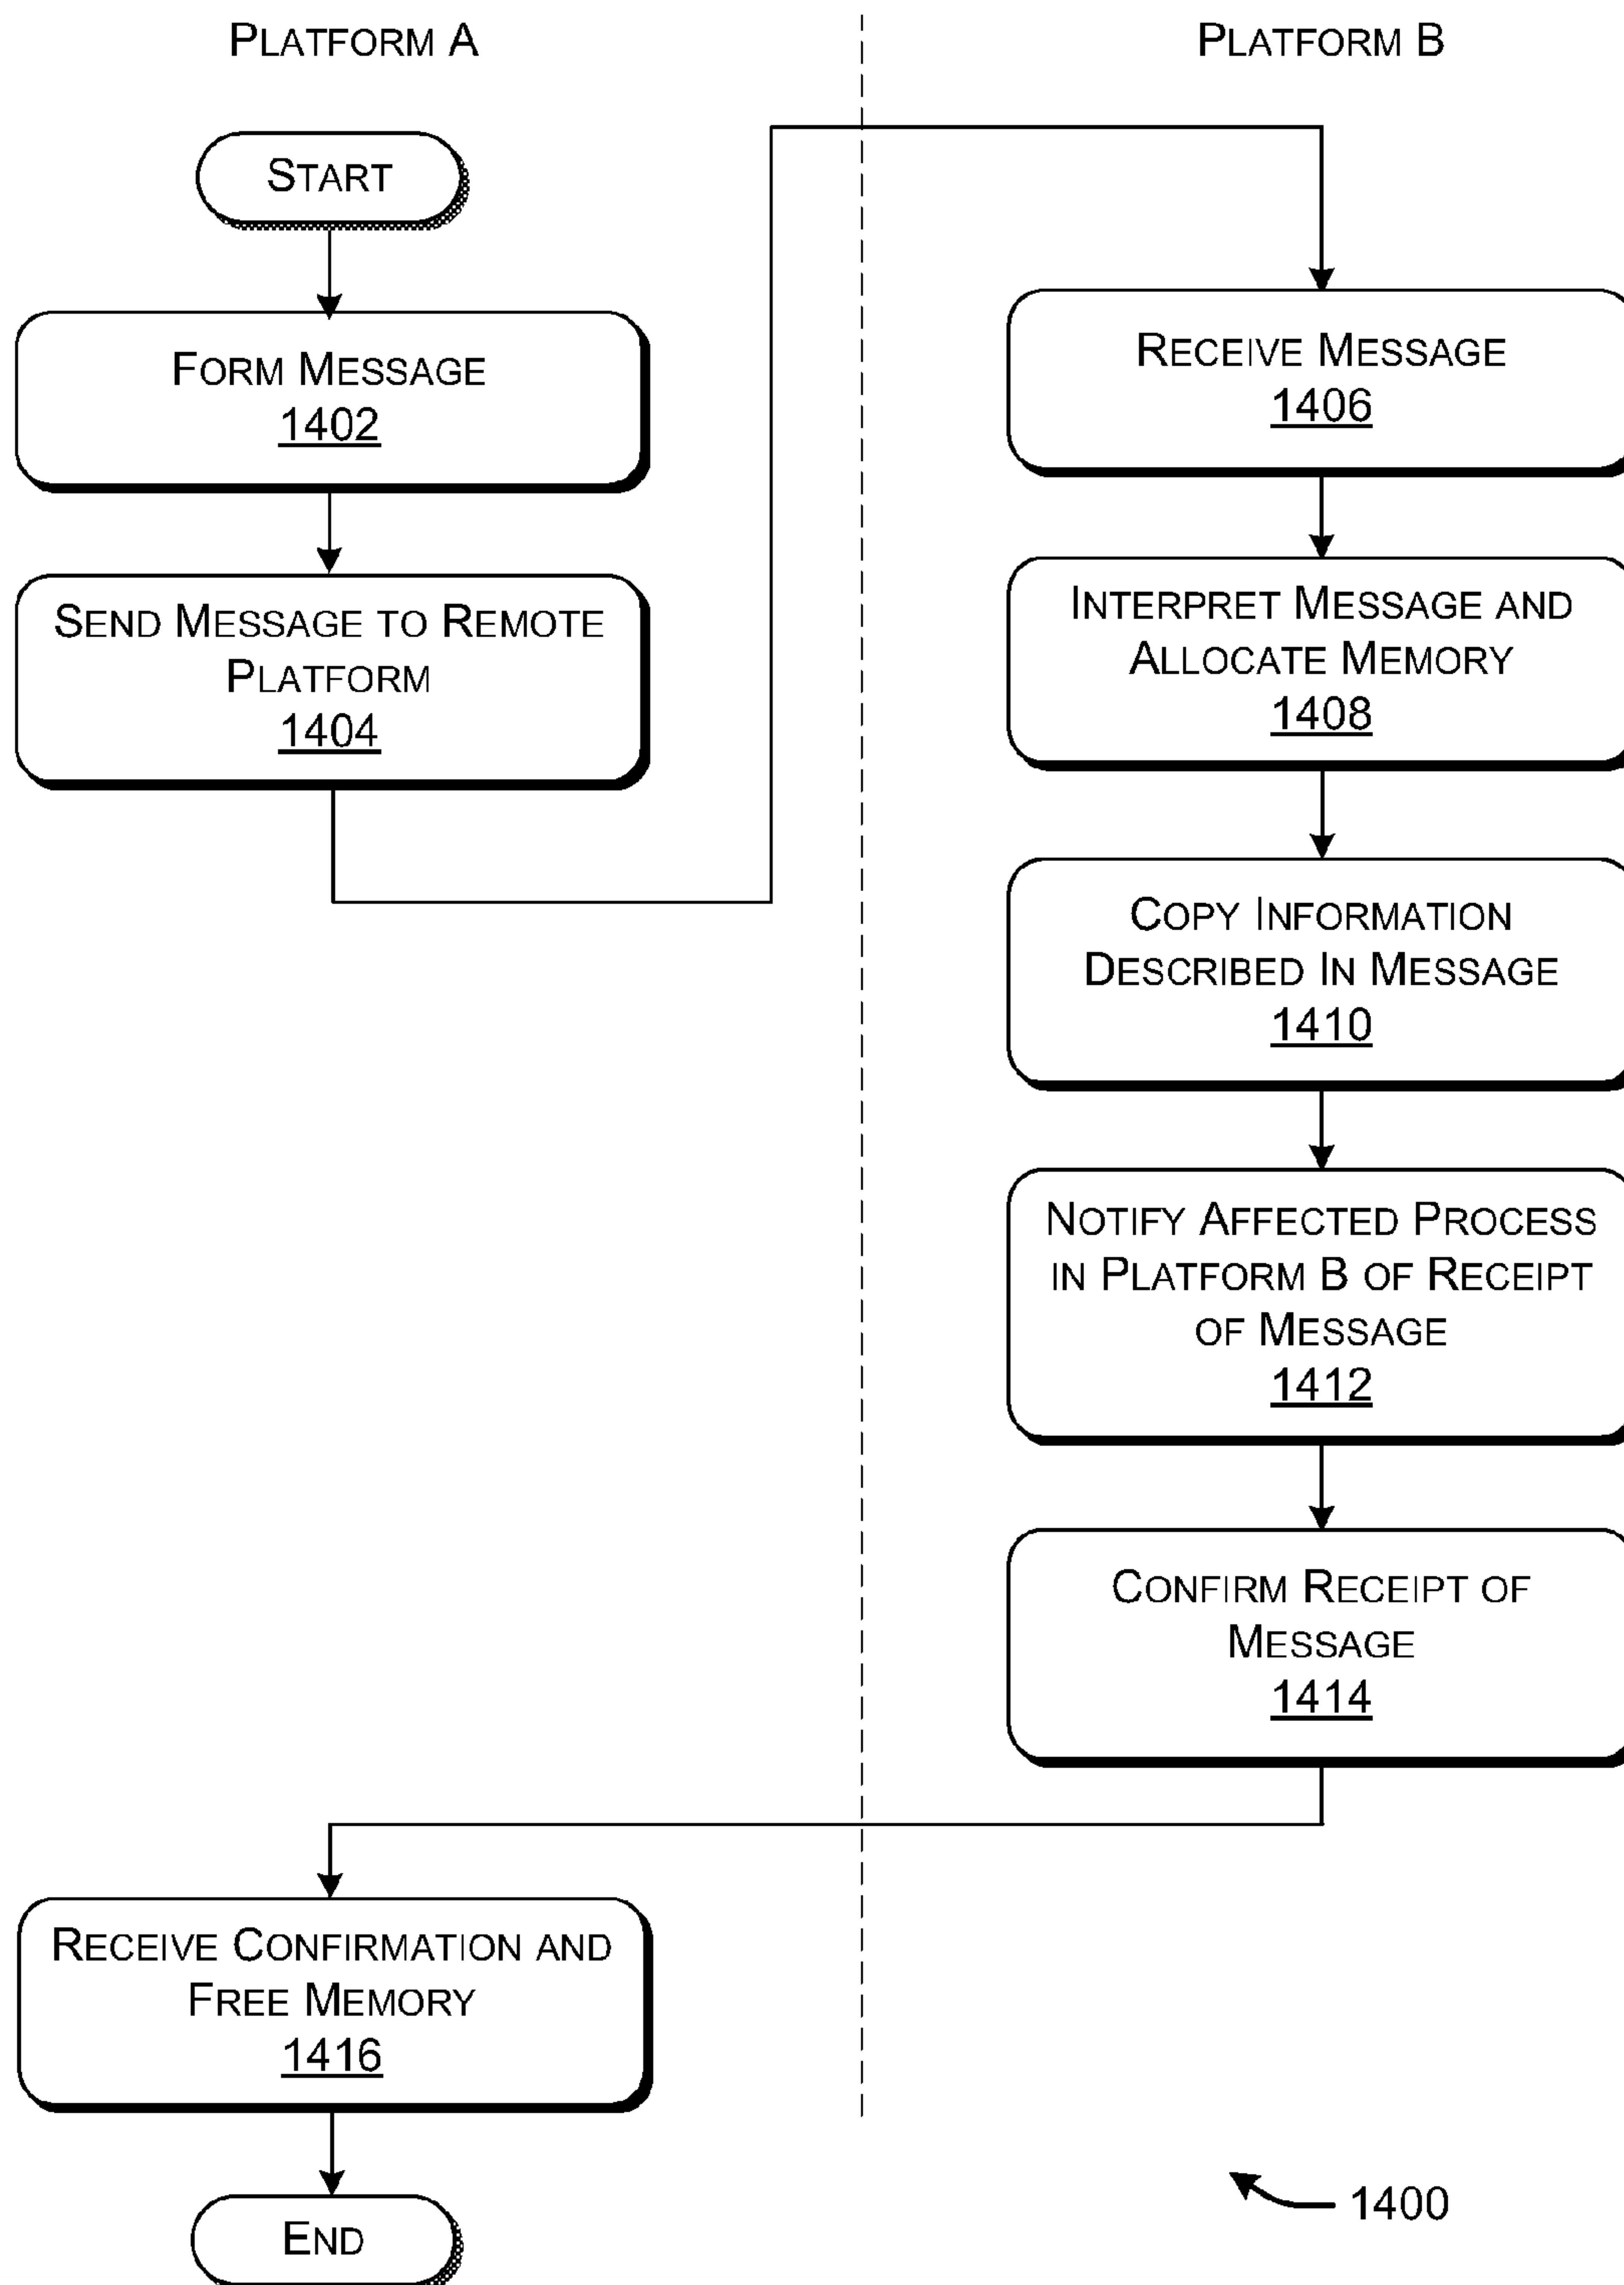 PLATFORM A
PLATFORM B
START
FORM MESSAGE
1402
SEND MESSAGE TO REMOTE
PLATFORM
1404
RECEIVE MESSAGE
1406
INTERPRET MESSAGE AND
ALLOCATE MEMORY
1408
COPY INFORMATION
DESCRIBED IN MESSAGE
1410
NOTIFY AFFECTED PROCESS
IN PLATFORM B OF RECEIPT
OF MESSAGE
1412
CONFIRM RECEIPT OF
MESSAGE
1414
RECEIVE CONFIRMATION AND
FREE MEMORY
1416
END
1400